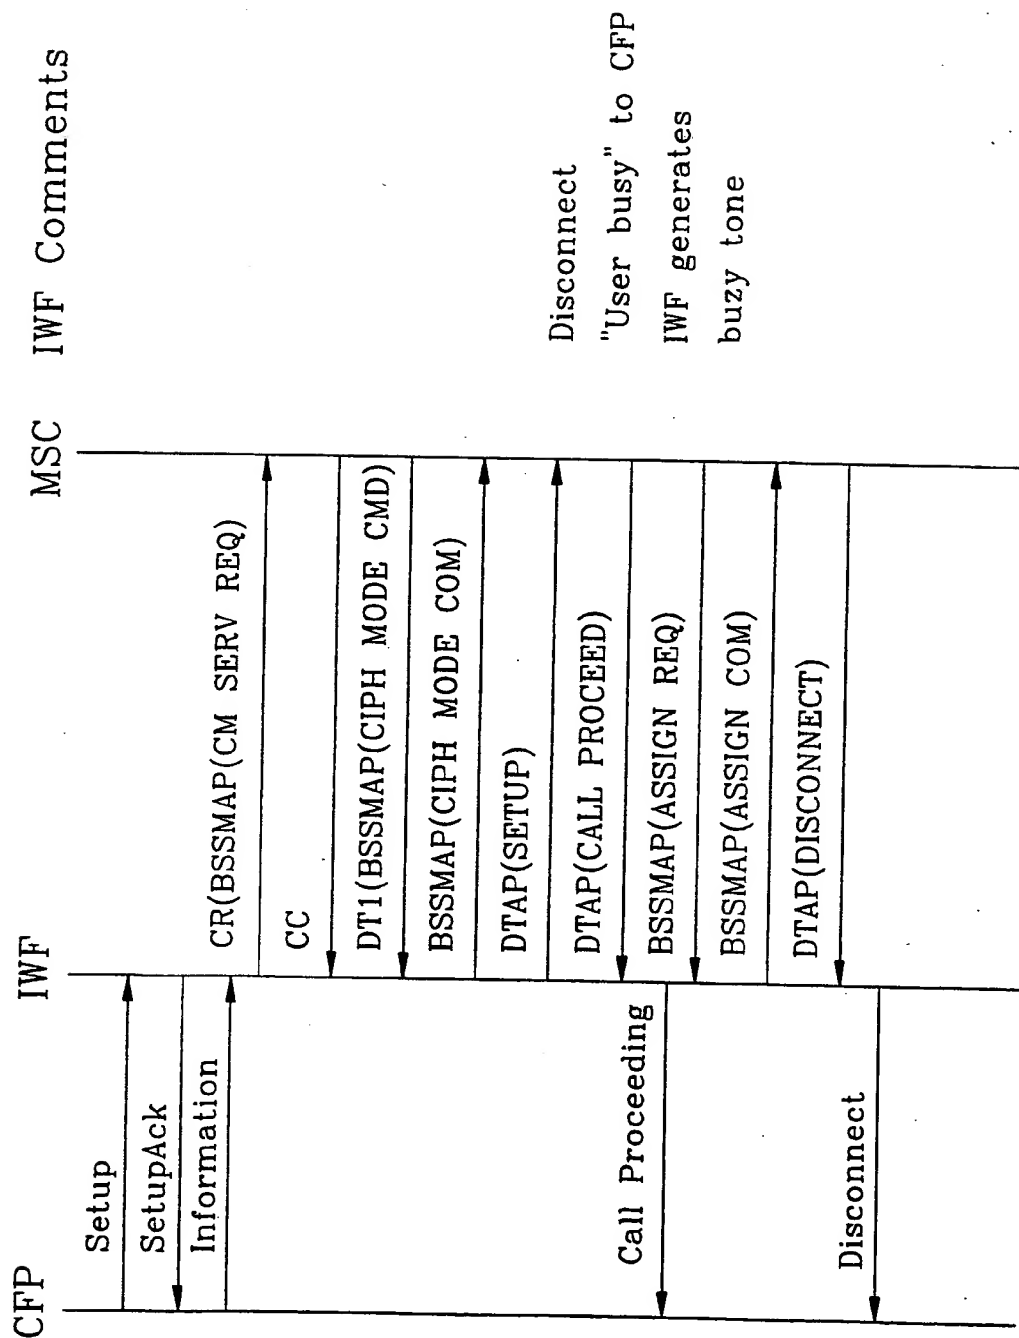 CFP
IWF
MSC
IWF Comments
Setup
SetupAck
Information
CR(BSSMAP(CM SERV REQ)
CC
DT1(BSSMAP(CIPH MODE CMD)
BSSMAP(CIPH MODE COM)
DTAP(SETUP)
DTAP(CALL PROCEED)
BSSMAP(ASSIGN REQ)
Call Proceeding
BSSMAP(ASSIGN COM)
DTAP(DISCONNECT)
Disconnect
Disconnect
"User busy" to CFP
IWF generates
buzy tone